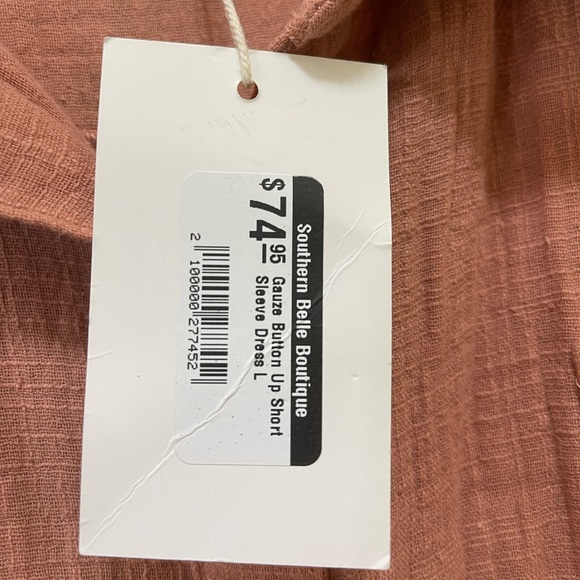 Southern Belle Boutique
$74.95 Gauze Button Up Short
Sleeve Dress L
2 100000 277452